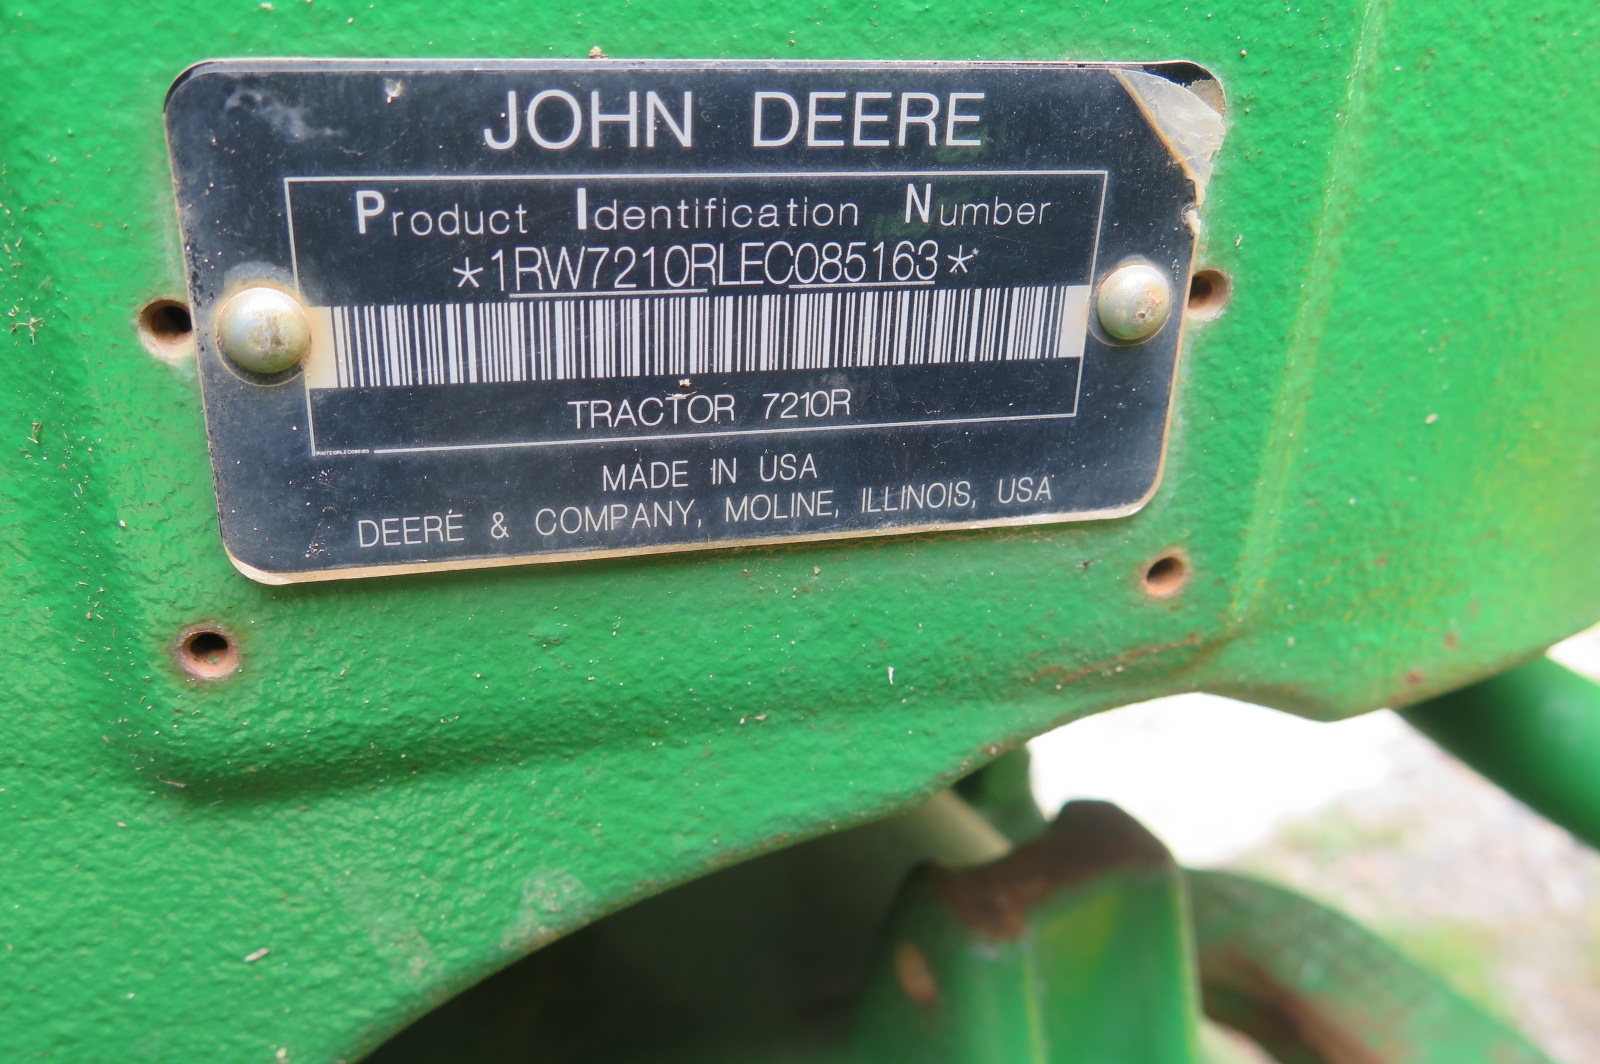 JOHN DEERE
Product Identification Number
*1RW7210RLEC085163*
TRACTOR 7210R
MADE IN USA
DEERE & COMPANY, MOLINE, ILLINOIS, USA